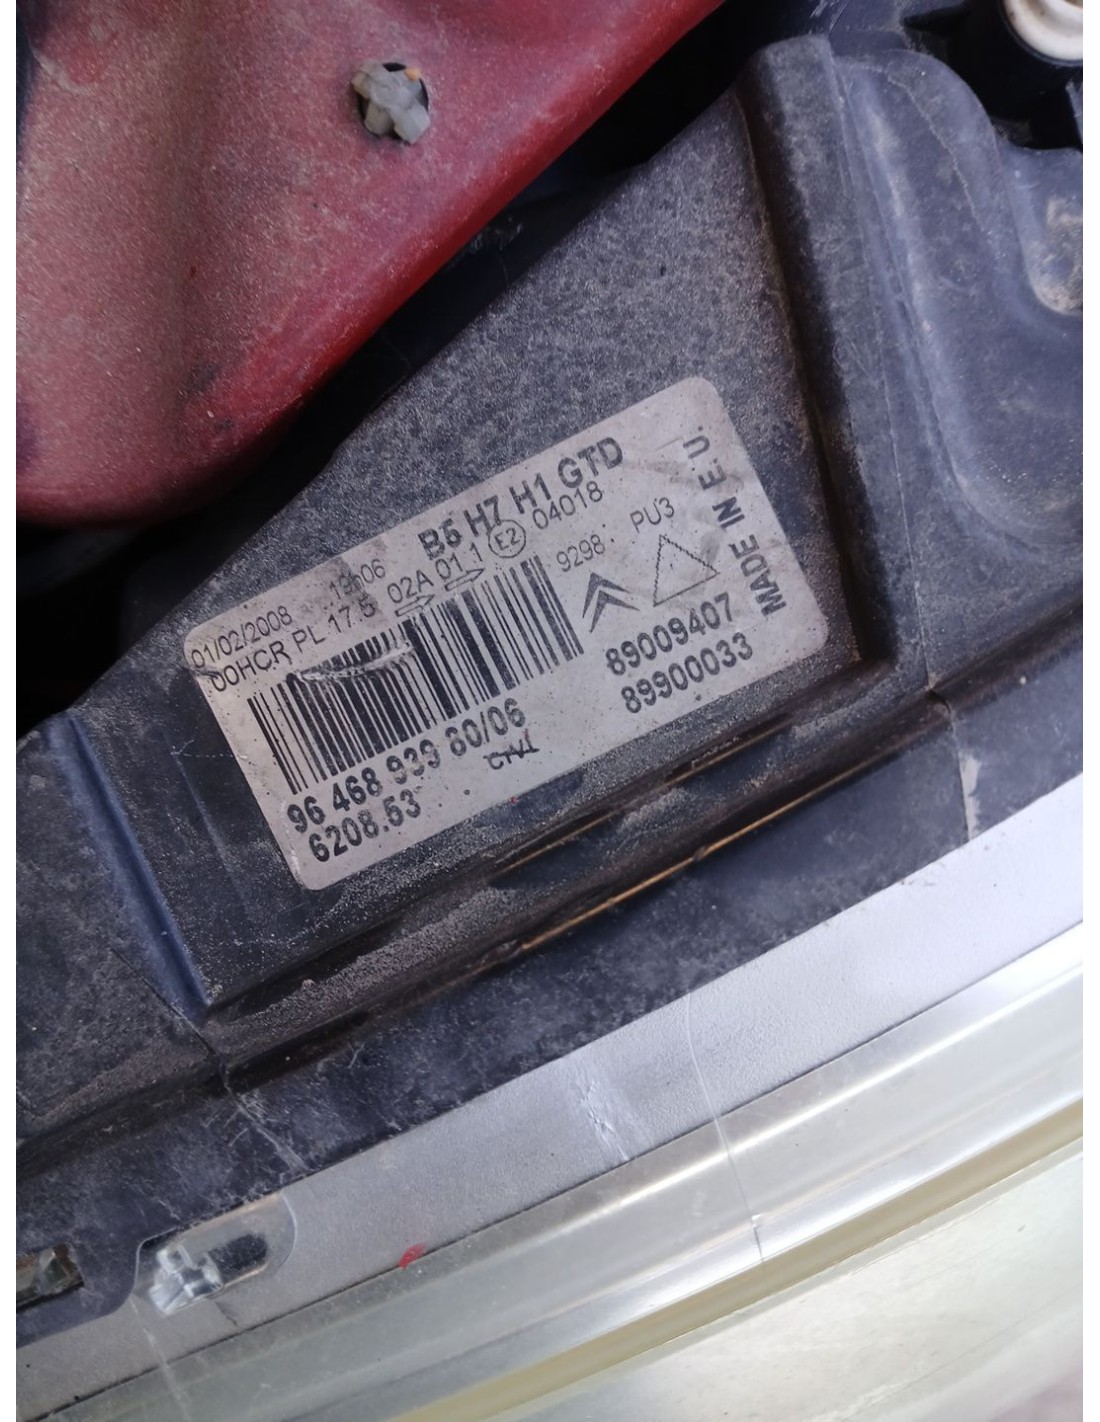 B5 H7 H1 GTD
01/02/2008 19h06 02A 01 1 E2 04018
00HCR PL 17.5
9298 PU3
MADE IN E.U.
96 468 939 80/06
6208.53
89009407
89900033